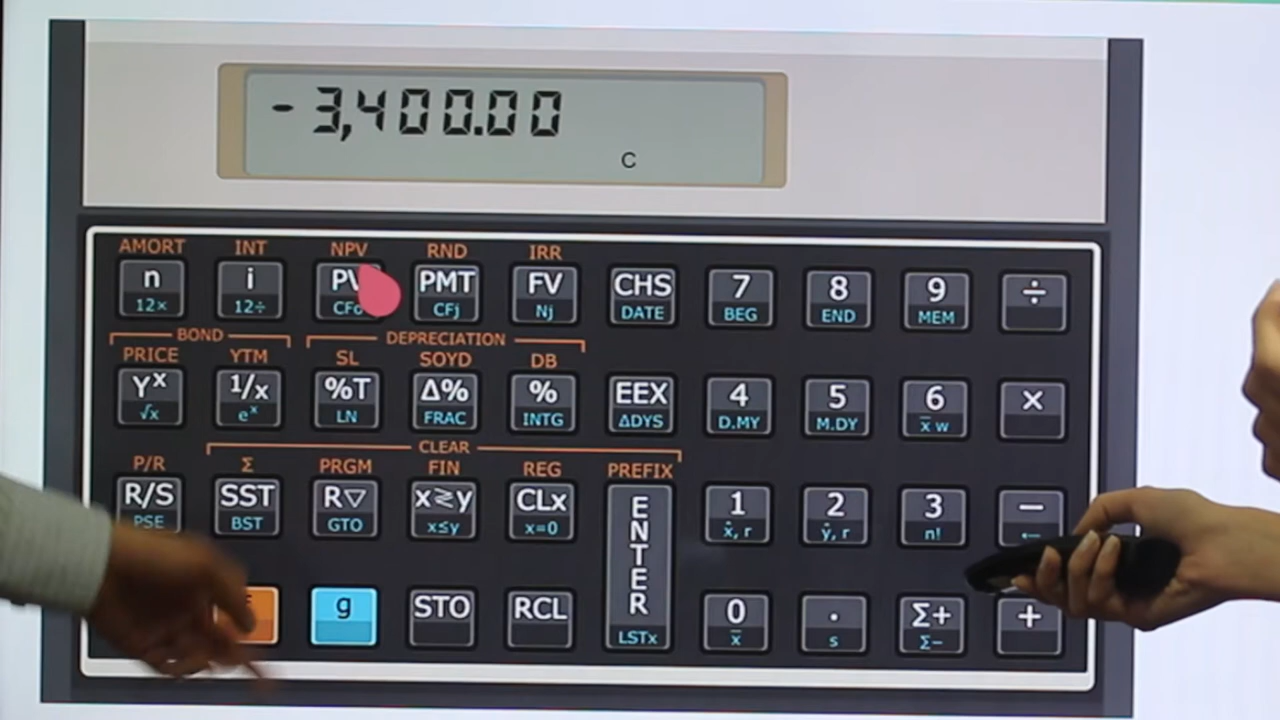 -3,400.00
C
AMORT INT NPV RND IRR
n i PV PMT FV CHS 7 8 9 ÷
12× 12÷ CFo CFj Nj DATE BEG END MEM
BOND DEPRECIATION
PRICE YTM SL SOYD DB
Yˣ 1/x %T Δ% % EEX 4 5 6 ×
√x eˣ LN FRAC INTG ΔDYS D.MY M.DY x̄ w
CLEAR
P/R Σ PRGM FIN REG PREFIX
R/S SST R▽ x≷y CLx ENTER 1 2 3 −
PSE BST GTO x≤y x=0 x̂, r ŷ, r n! ←
f g STO RCL 0 . Σ+ +
LSTx x̄ s Σ−